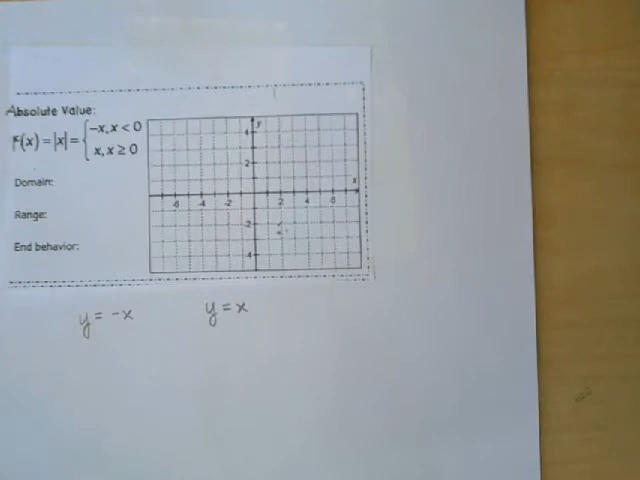 Absolute Value:
F(x) = |x| = { -x, x < 0
x, x ≥ 0
Domain:
Range:
End behavior:
y
4
2
x
-6 -4 -2 2 4 6
-2
-4
y = -x y = x